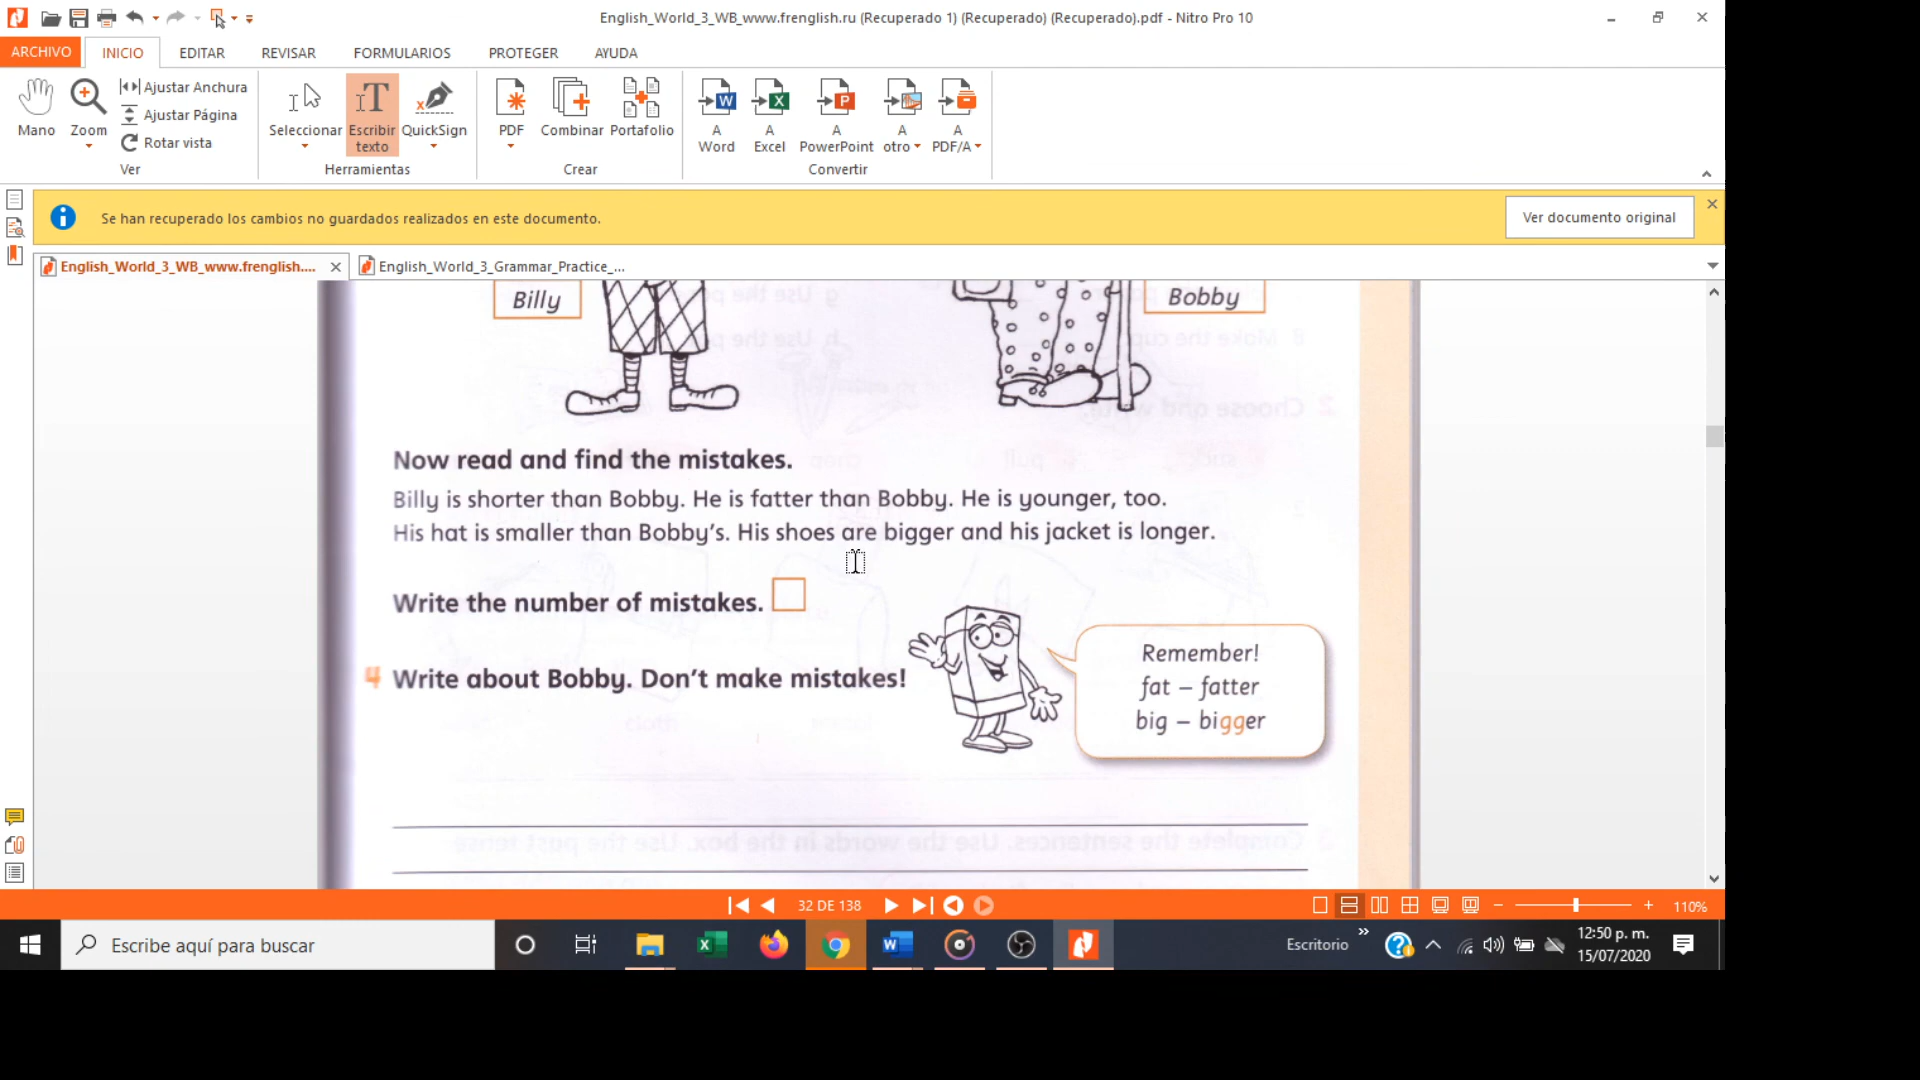 English_World_3_WB_www.frenglish.ru (Recuperado 1) (Recuperado) (Recuperado).pdf - Nitro Pro 10
ARCHIVO INICIO EDITAR REVISAR FORMULARIOS PROTEGER AYUDA
Mano
Zoom
Ajustar Anchura
Ajustar Página
Rotar vista
Ver
Seleccionar
Escribir texto
QuickSign
Herramientas
PDF
Combinar
Portafolio
Crear
A Word
A Excel
A PowerPoint
A otro
A PDF/A
Convertir
Se han recuperado los cambios no guardados realizados en este documento.
Ver documento original
English_World_3_WB_www.frenglish....
English_World_3_Grammar_Practice_...
Billy
Bobby
Now read and find the mistakes.
Billy is shorter than Bobby. He is fatter than Bobby. He is younger, too.
His hat is smaller than Bobby's. His shoes are bigger and his jacket is longer.
Write the number of mistakes.
4 Write about Bobby. Don't make mistakes!
Remember!
fat – fatter
big – bigger
32 DE 138
110%
Escribe aquí para buscar
Escritorio
12:50 p. m.
15/07/2020